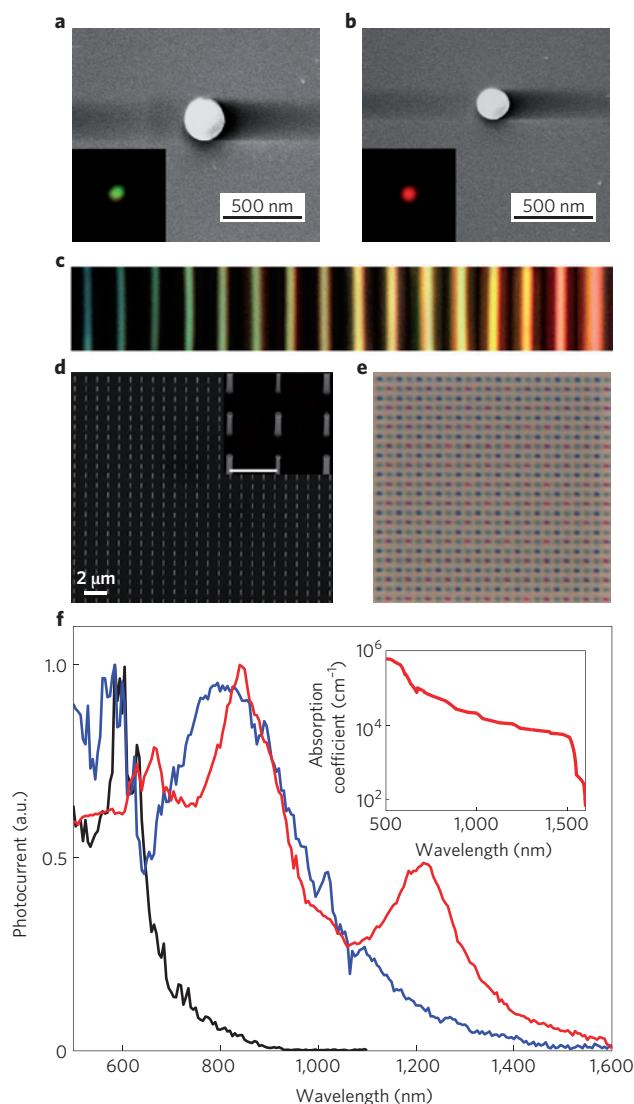 a
b
500 nm
500 nm
c
d
e
2 μm
f
1.0
0.5
0
Photocurrent (a.u.)
600
800
1,000
1,200
1,400
1,600
Wavelength (nm)
10⁶
10⁴
10²
Absorption
coefficient (cm⁻¹)
500
1,000
1,500
Wavelength (nm)